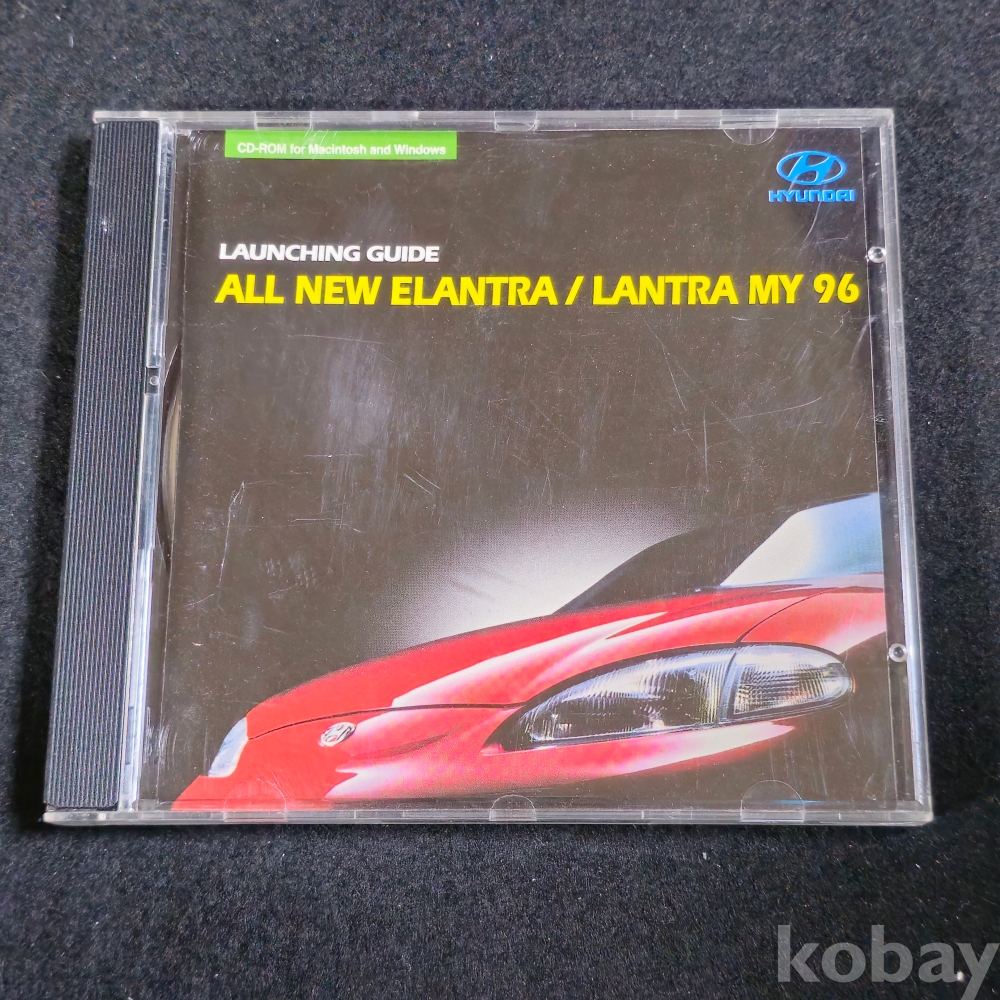 CD-ROM for Macintosh and Windows
HYUNDAI
LAUNCHING GUIDE
ALL NEW ELANTRA / LANTRA MY 96
kobay